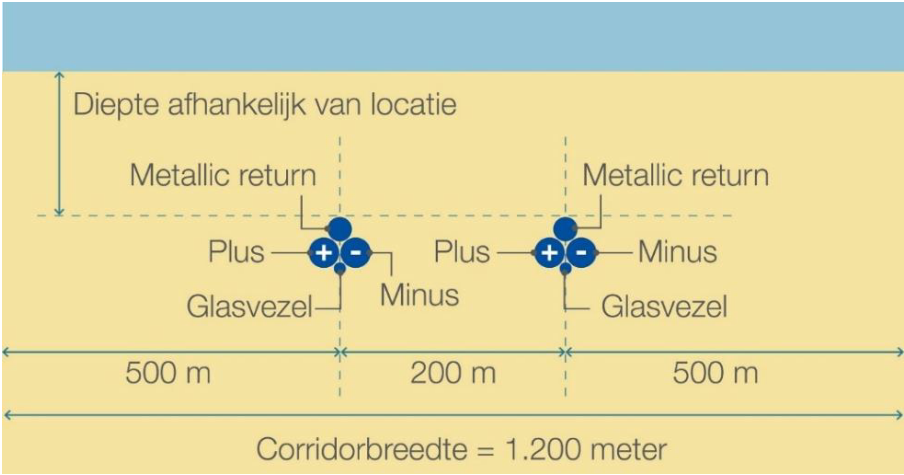 Diepte afhankelijk van locatie
Metallic return
Metallic return
Plus
+
-
Minus
Plus
+
-
Minus
Glasvezel
Glasvezel
500 m
200 m
500 m
Corridorbreedte = 1.200 meter